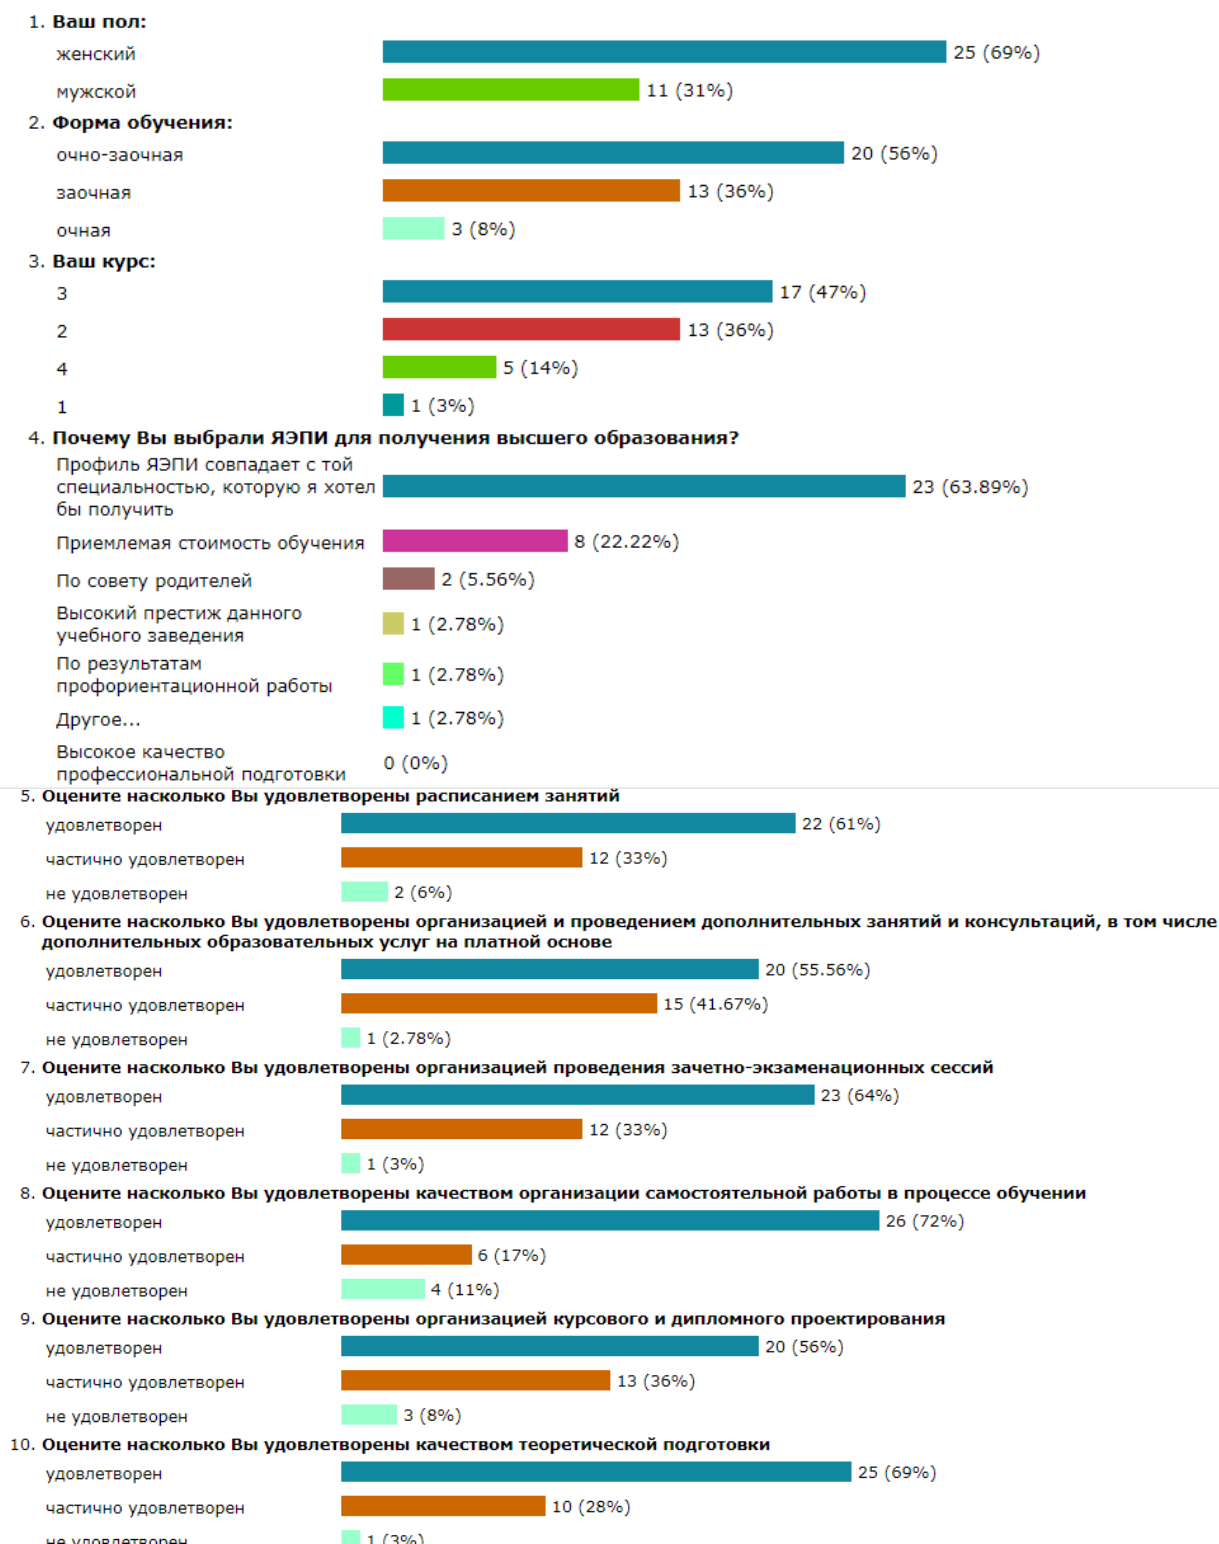 1. Ваш пол:
женский 25 (69%)
мужской 11 (31%)
2. Форма обучения:
очно-заочная 20 (56%)
заочная 13 (36%)
очная 3 (8%)
3. Ваш курс:
3 17 (47%)
2 13 (36%)
4 5 (14%)
1 1 (3%)
4. Почему Вы выбрали ЯЭПИ для получения высшего образования?
Профиль ЯЭПИ совпадает с той
специальностью, которую я хотел
бы получить
23 (63.89%)
Приемлемая стоимость обучения 8 (22.22%)
По совету родителей 2 (5.56%)
Высокий престиж данного
учебного заведения
1 (2.78%)
По результатам
профориентационной работы
1 (2.78%)
Другое... 1 (2.78%)
Высокое качество
профессиональной подготовки
0 (0%)
5. Оцените насколько Вы удовлетворены расписанием занятий
удовлетворен 22 (61%)
частично удовлетворен 12 (33%)
не удовлетворен 2 (6%)
6. Оцените насколько Вы удовлетворены организацией и проведением дополнительных занятий и консультаций, в том числе
дополнительных образовательных услуг на платной основе
удовлетворен 20 (55.56%)
частично удовлетворен 15 (41.67%)
не удовлетворен 1 (2.78%)
7. Оцените насколько Вы удовлетворены организацией проведения зачетно-экзаменационных сессий
удовлетворен 23 (64%)
частично удовлетворен 12 (33%)
не удовлетворен 1 (3%)
8. Оцените насколько Вы удовлетворены качеством организации самостоятельной работы в процессе обучении
удовлетворен 26 (72%)
частично удовлетворен 6 (17%)
не удовлетворен 4 (11%)
9. Оцените насколько Вы удовлетворены организацией курсового и дипломного проектирования
удовлетворен 20 (56%)
частично удовлетворен 13 (36%)
не удовлетворен 3 (8%)
10. Оцените насколько Вы удовлетворены качеством теоретической подготовки
удовлетворен 25 (69%)
частично удовлетворен 10 (28%)
не удовлетворен 1 (3%)